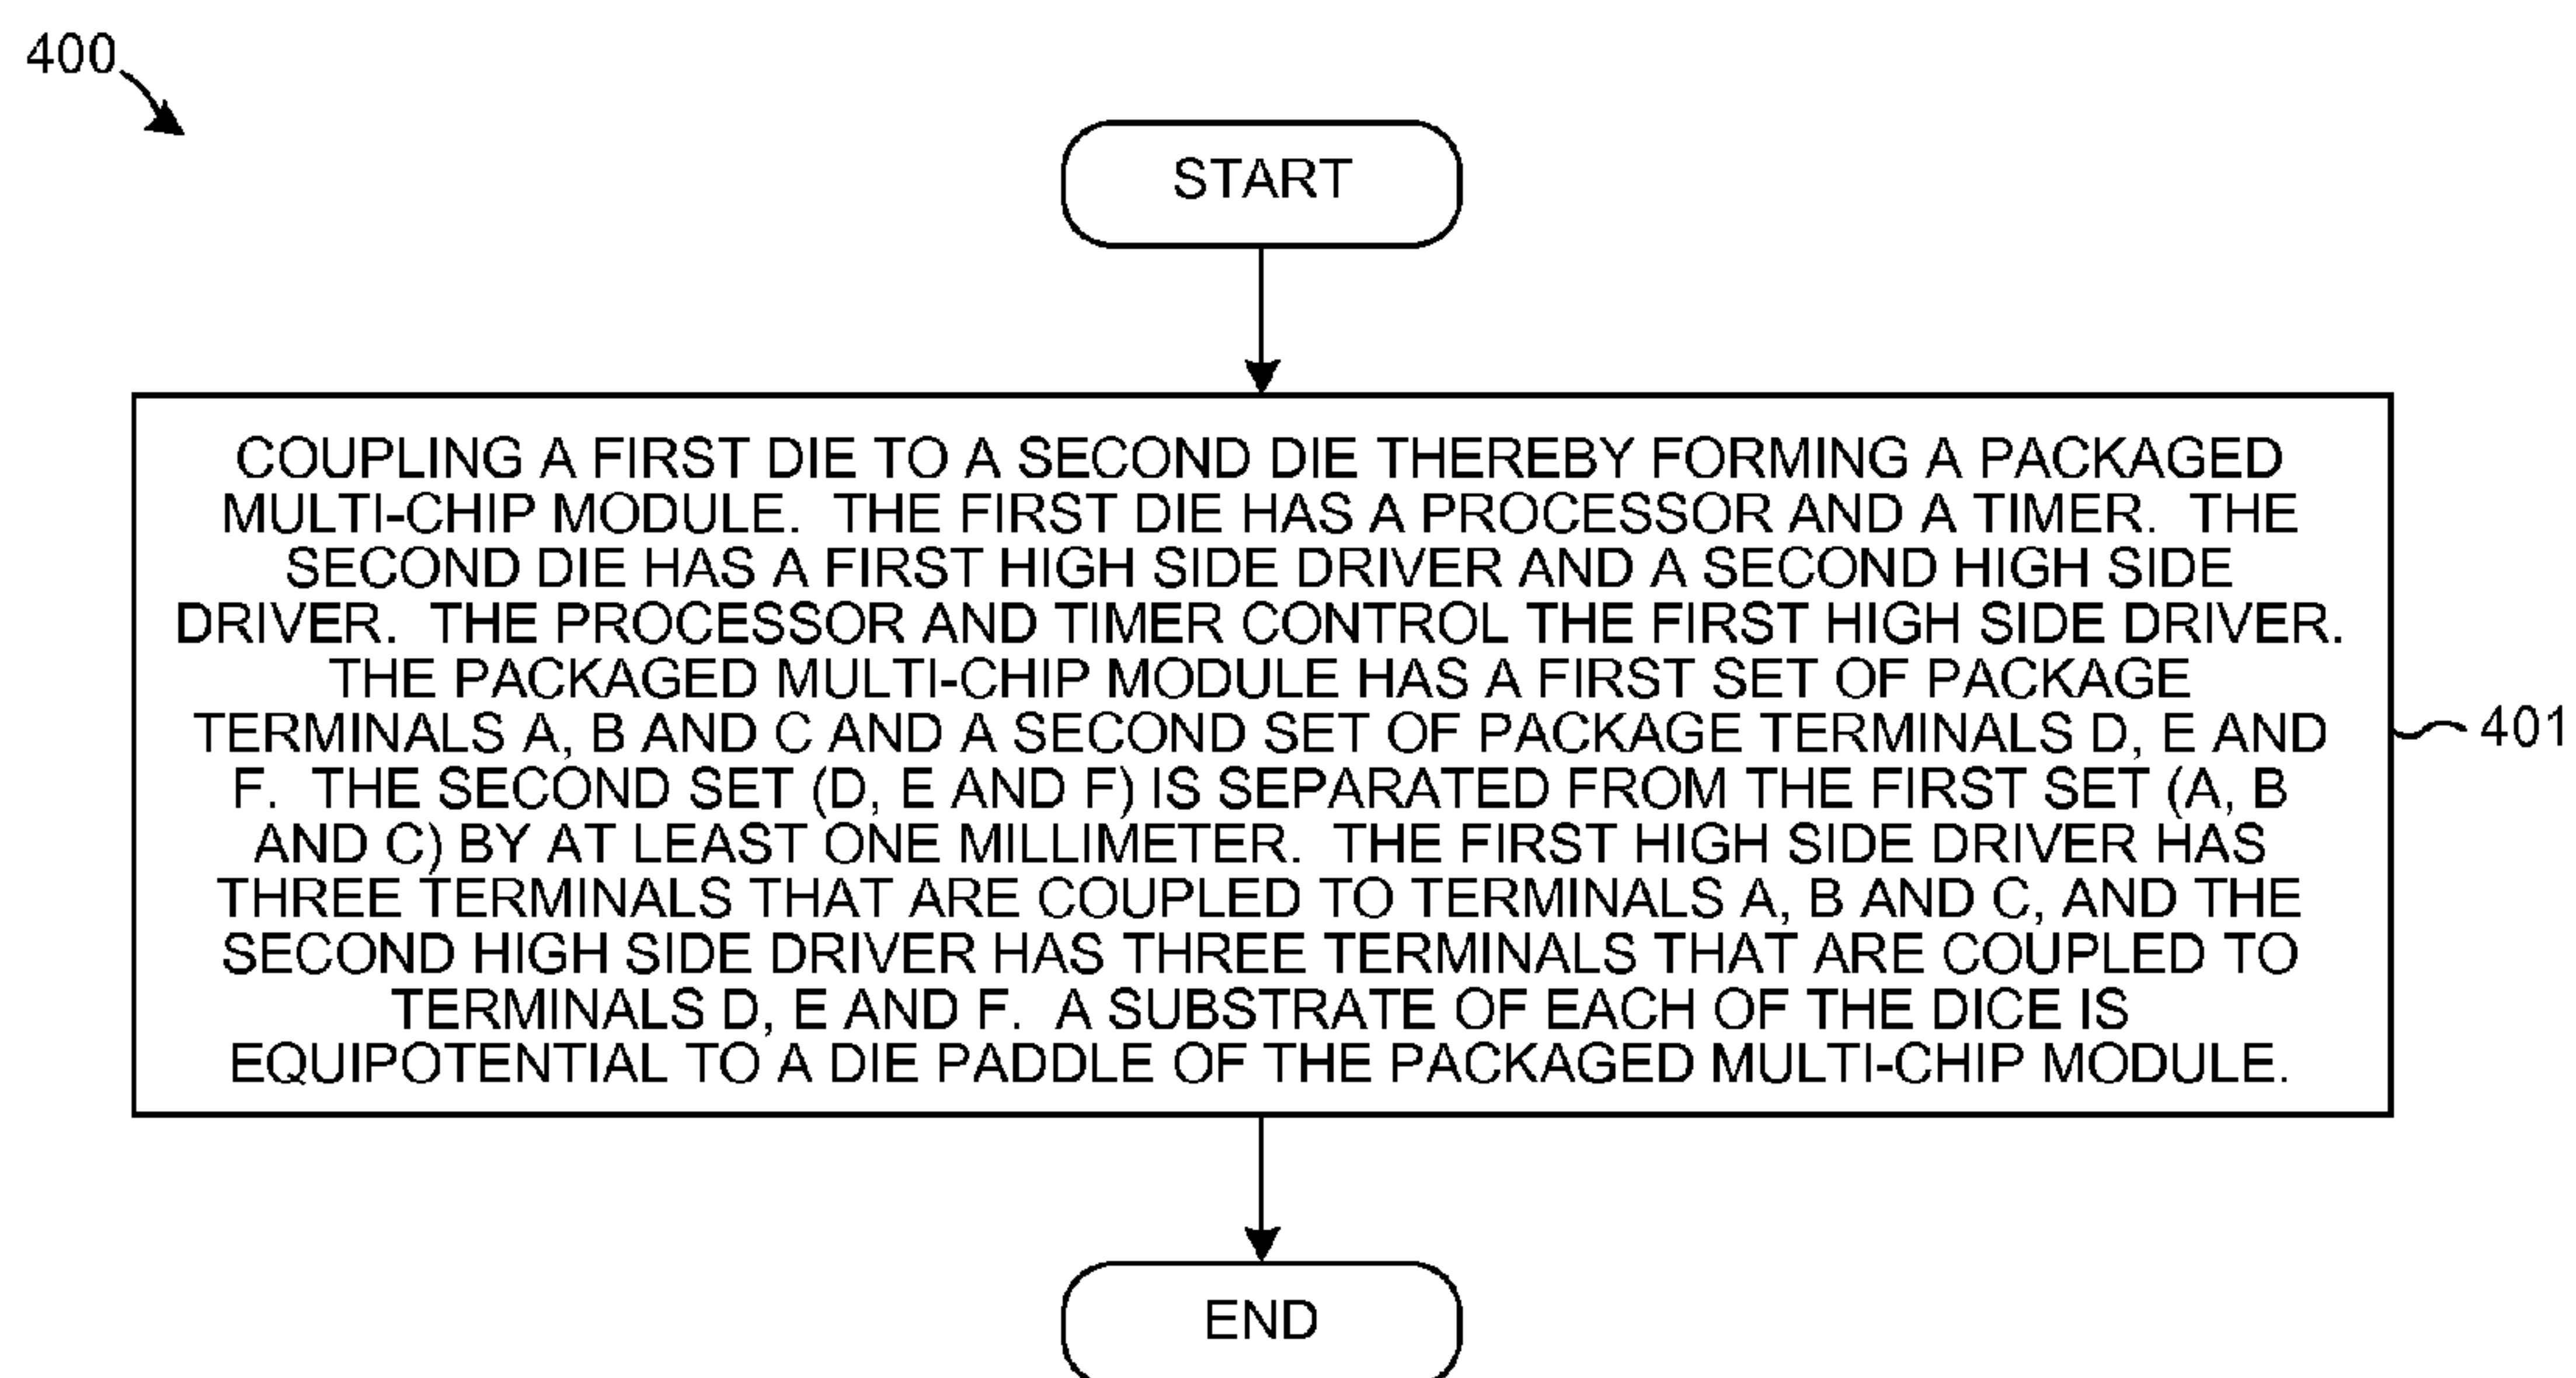 400
START
COUPLING A FIRST DIE TO A SECOND DIE THEREBY FORMING A PACKAGED
MULTI-CHIP MODULE. THE FIRST DIE HAS A PROCESSOR AND A TIMER. THE
SECOND DIE HAS A FIRST HIGH SIDE DRIVER AND A SECOND HIGH SIDE
DRIVER. THE PROCESSOR AND TIMER CONTROL THE FIRST HIGH SIDE DRIVER.
THE PACKAGED MULTI-CHIP MODULE HAS A FIRST SET OF PACKAGE
TERMINALS A, B AND C AND A SECOND SET OF PACKAGE TERMINALS D, E AND
F. THE SECOND SET (D, E AND F) IS SEPARATED FROM THE FIRST SET (A, B
AND C) BY AT LEAST ONE MILLIMETER. THE FIRST HIGH SIDE DRIVER HAS
THREE TERMINALS THAT ARE COUPLED TO TERMINALS A, B AND C, AND THE
SECOND HIGH SIDE DRIVER HAS THREE TERMINALS THAT ARE COUPLED TO
TERMINALS D, E AND F. A SUBSTRATE OF EACH OF THE DICE IS
EQUIPOTENTIAL TO A DIE PADDLE OF THE PACKAGED MULTI-CHIP MODULE.
401
END